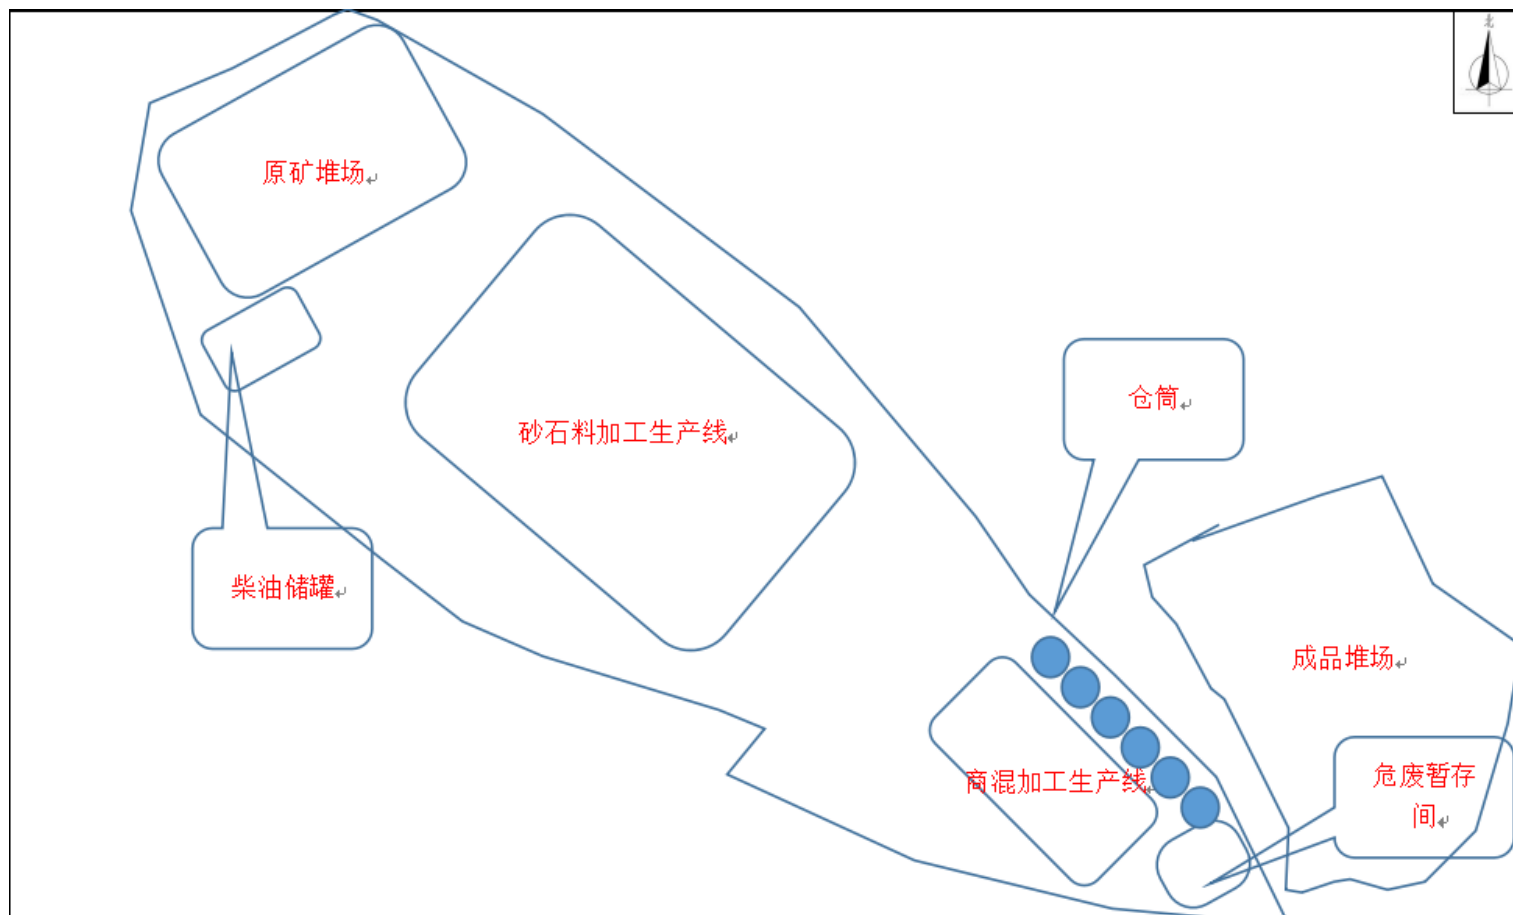 北
原矿堆场
仓筒
砂石料加工生产线
柴油储罐
成品堆场
商混加工生产线
危废暂存
间